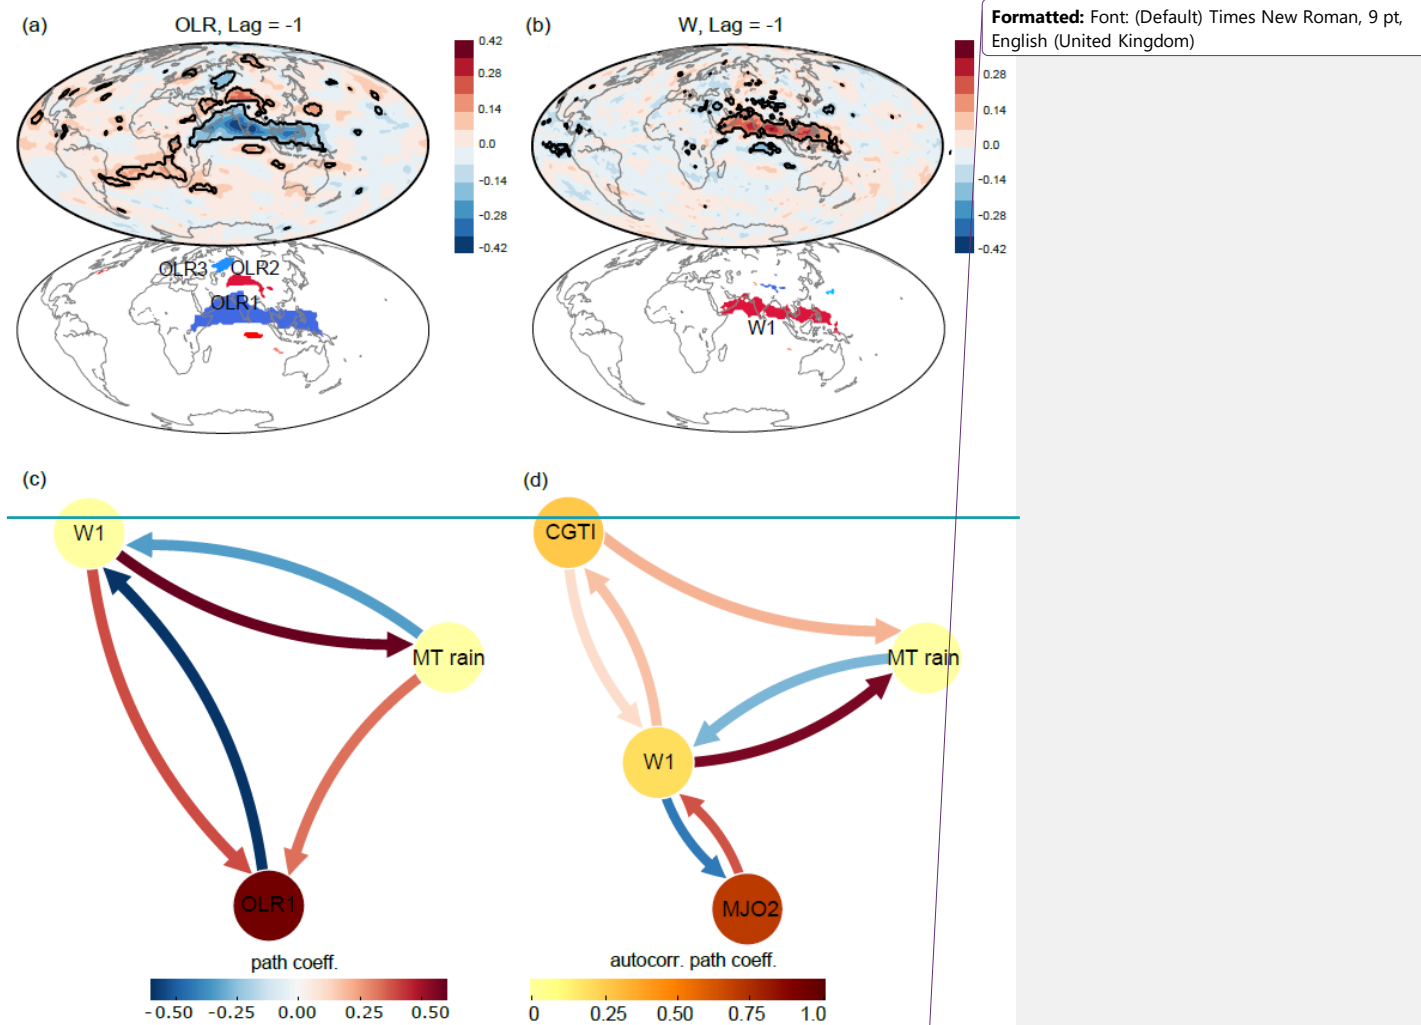 Formatted: Font: (Default) Times New Roman, 9 pt,
English (United Kingdom)
(a)
OLR, Lag = -1
0.42
0.28
0.14
0.0
-0.14
-0.28
-0.42
OLR3
OLR2
OLR1
(b)
W, Lag = -1
0.28
0.14
0.0
-0.14
-0.28
-0.42
W1
(c)
W1
MT rain
OLR1
path coeff.
-0.50 -0.25 0.00 0.25 0.50
(d)
CGTI
MT rain
W1
MJO2
autocorr. path coeff.
0 0.25 0.50 0.75 1.0